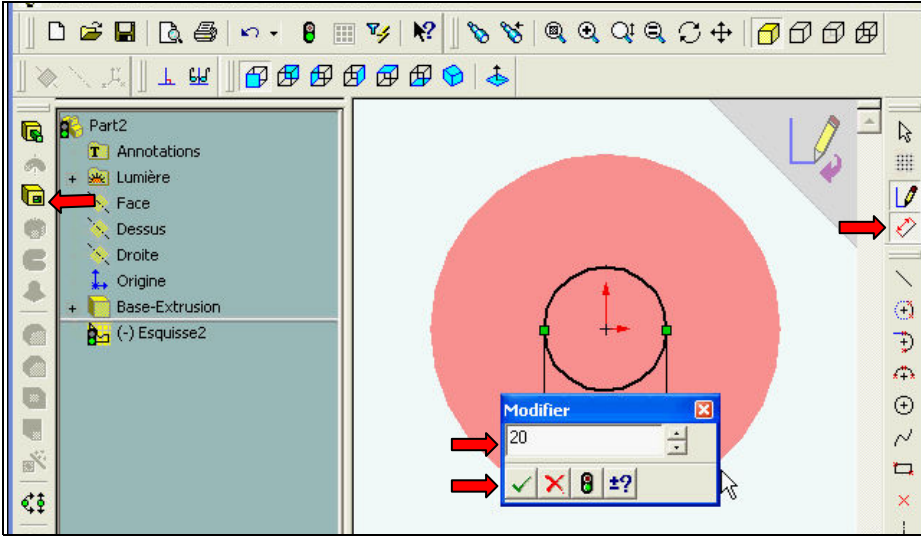 Part2
T Annotations
+ Lumière
Face
Dessus
Droite
Origine
+ Base-Extrusion
(-) Esquisse2
Modifier
20
±?